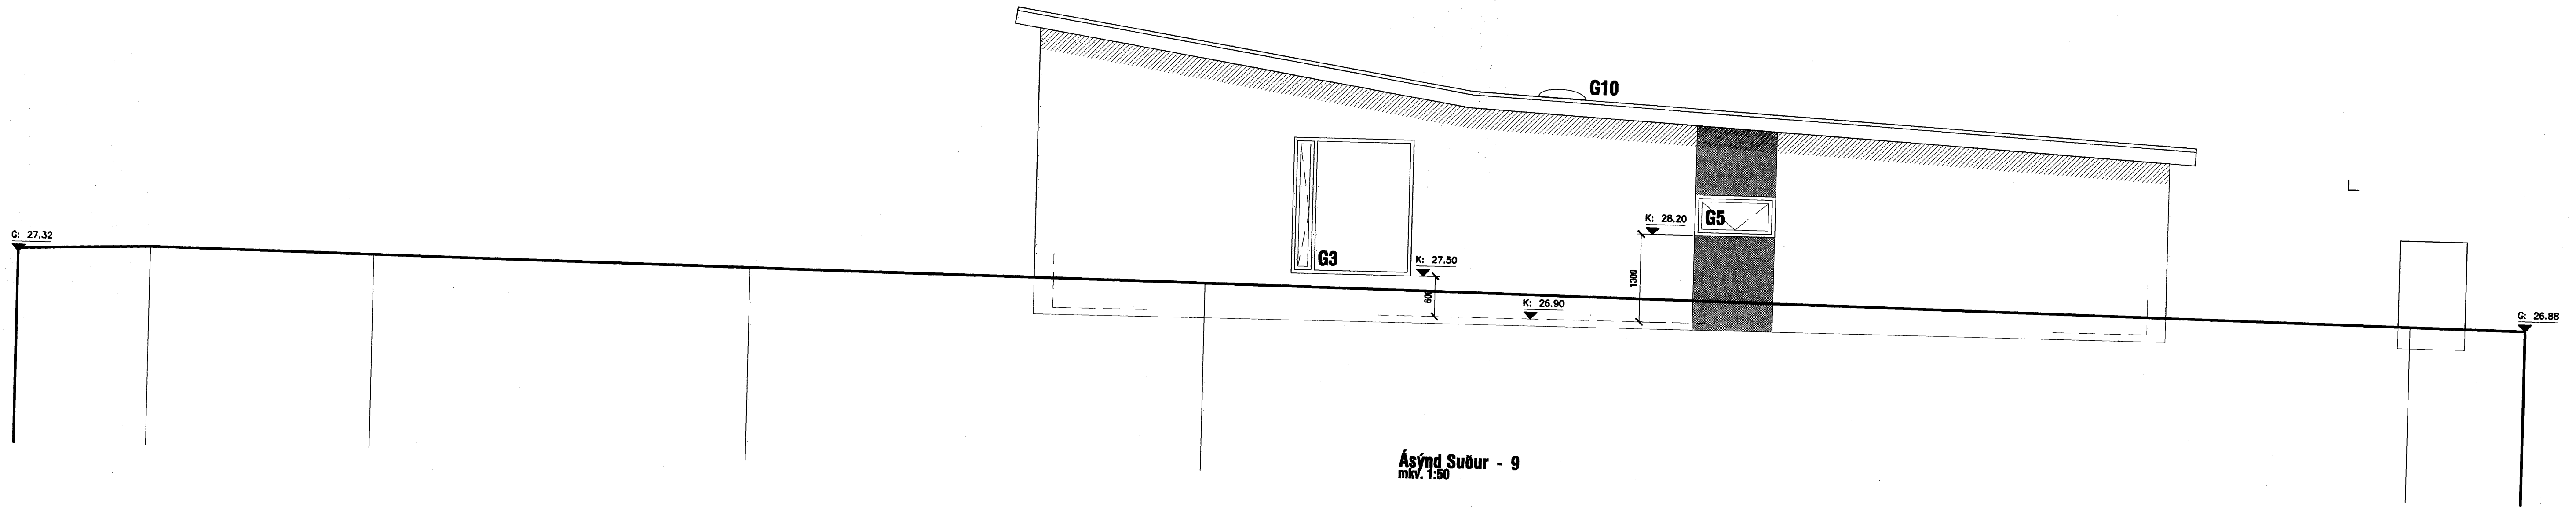 G10
G: 27.32
K: 28.20
G5
G3
K: 27.50
600
1300
K: 26.90
G: 26.88
Ásýnd Suður - 9
mkv. 1:50